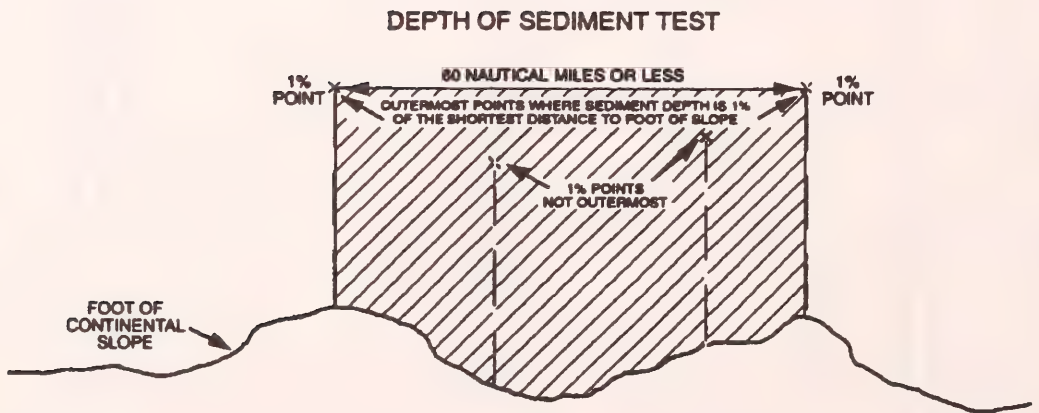 DEPTH OF SEDIMENT TEST
60 NAUTICAL MILES OR LESS
1%
POINT
1%
POINT
OUTERMOST POINTS WHERE SEDIMENT DEPTH IS 1%
OF THE SHORTEST DISTANCE TO FOOT OF SLOPE
1% POINTS
NOT OUTERMOST
FOOT OF
CONTINENTAL
SLOPE